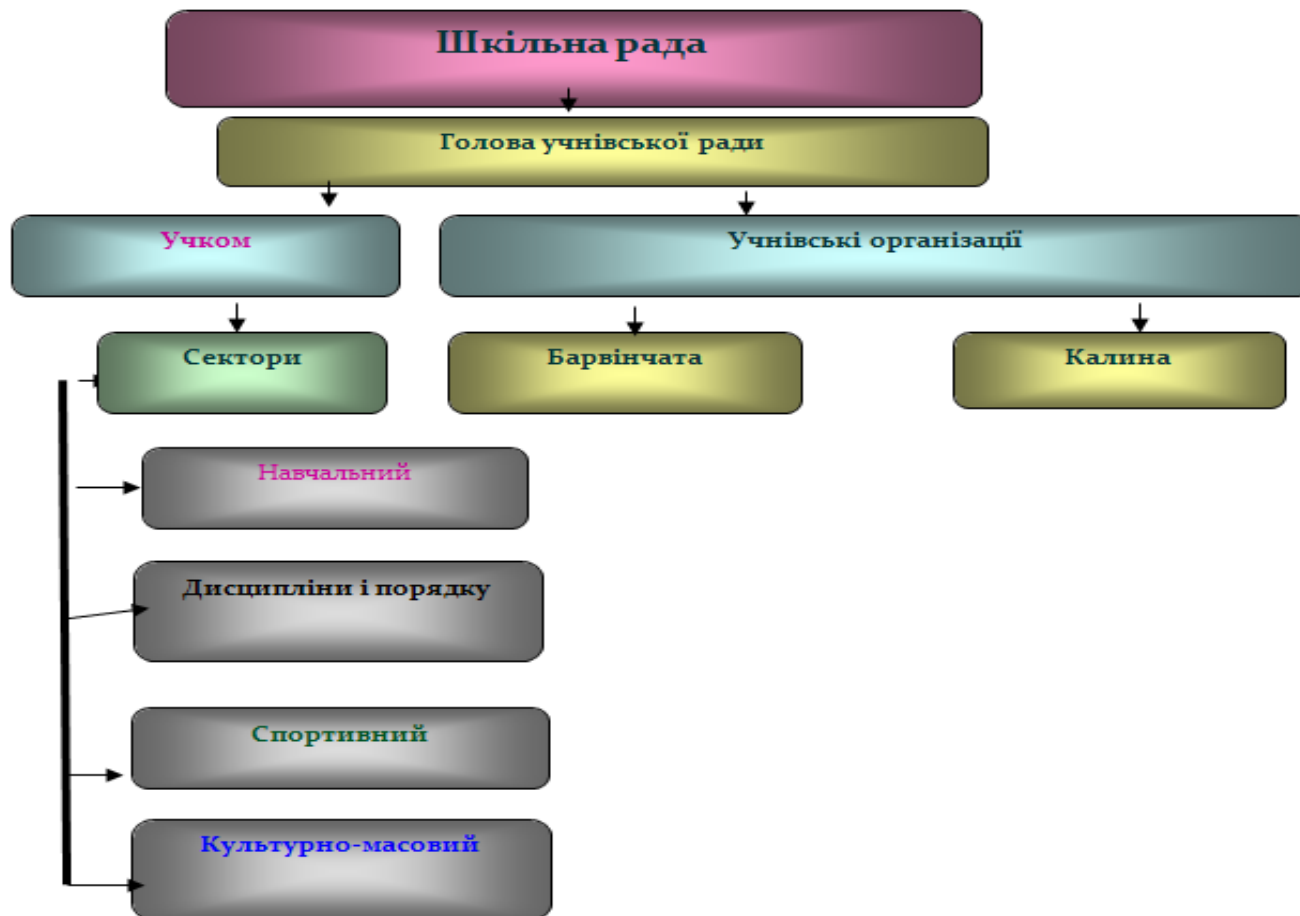 Шкільна рада
Голова учнівської ради
Учком
Учнівські організації
Сектори
Барвінчата
Калина
Навчальний
Дисципліни і порядку
Спортивний
Культурно-масовий